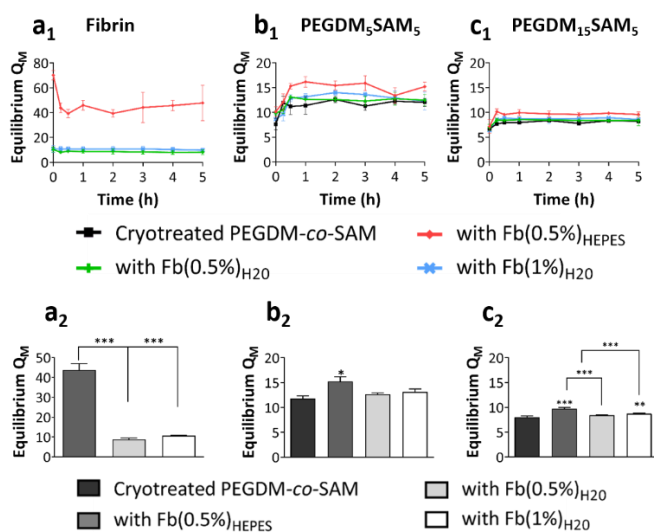 a1 Fibrin
b1 PEGDM5SAM5
c1 PEGDM15SAM5
Equilibrium QM
80
60
40
20
0
0 1 2 3 4 5
Time (h)
Equilibrium QM
20
15
10
5
0
0 1 2 3 4 5
Time (h)
Equilibrium QM
20
15
10
5
0
0 1 2 3 4 5
Time (h)
Cryotreated PEGDM-co-SAM
with Fb(0.5%)HEPES
with Fb(0.5%)H20
with Fb(1%)H20
a2
Equilibrium QM
50
40
30
20
10
0
*** ***
b2
Equilibrium QM
20
15
10
5
0
*
c2
Equilibrium QM
20
15
10
5
0
***
***
*** **
Cryotreated PEGDM-co-SAM
with Fb(0.5%)HEPES
with Fb(0.5%)H20
with Fb(1%)H20